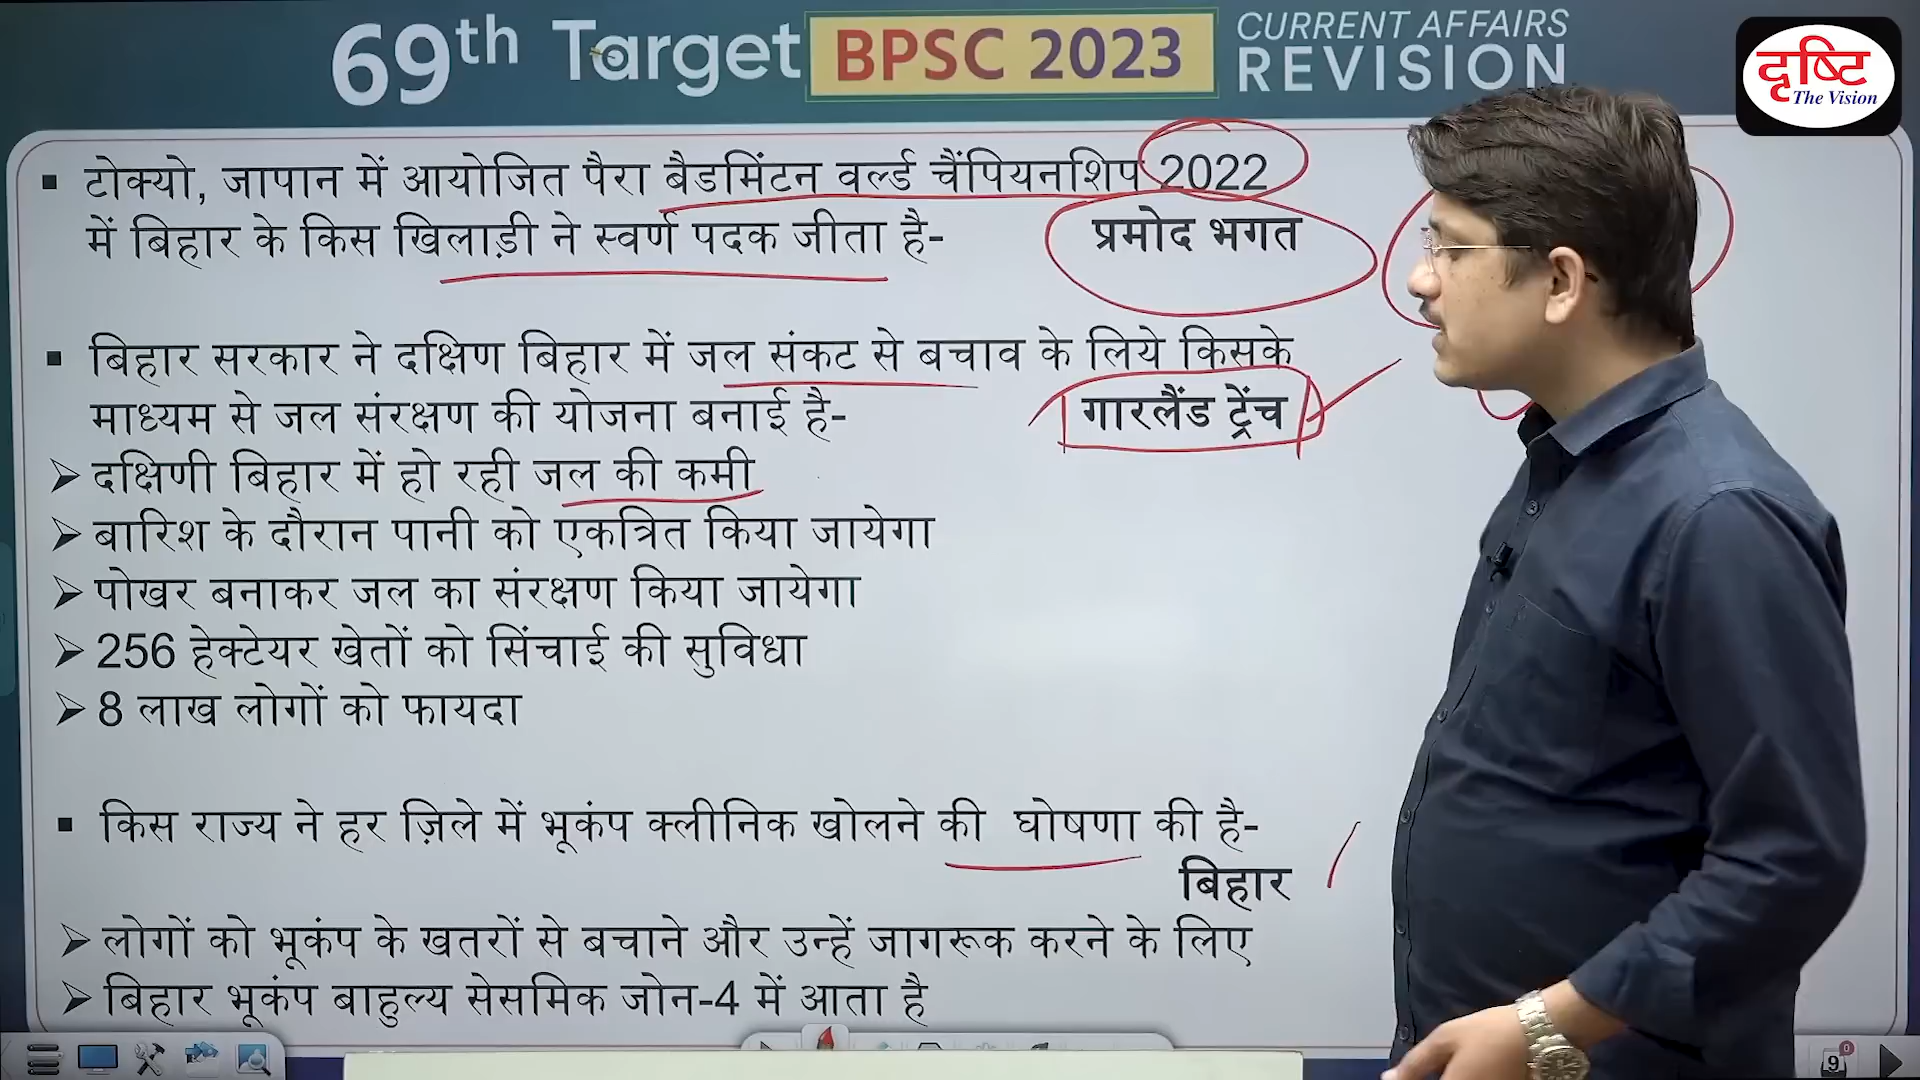 69th Target BPSC 2023 CURRENT AFFAIRS
REVISION
दृष्टि
The Vision
▪ टोक्यो, जापान में आयोजित पैरा बैडमिंटन वर्ल्ड चैंपियनशिप 2022
में बिहार के किस खिलाड़ी ने स्वर्ण पदक जीता है- प्रमोद भगत
▪ बिहार सरकार ने दक्षिण बिहार में जल संकट से बचाव के लिये किसके
माध्यम से जल संरक्षण की योजना बनाई है- गारलैंड ट्रेंच
➢ दक्षिणी बिहार में हो रही जल की कमी
➢ बारिश के दौरान पानी को एकत्रित किया जायेगा
➢ पोखर बनाकर जल का संरक्षण किया जायेगा
➢ 256 हेक्टेयर खेतों को सिंचाई की सुविधा
➢ 8 लाख लोगों को फायदा
▪ किस राज्य ने हर ज़िले में भूकंप क्लीनिक खोलने की घोषणा की है-
बिहार
➢ लोगों को भूकंप के खतरों से बचाने और उन्हें जागरूक करने के लिए
➢ बिहार भूकंप बाहुल्य सेसमिक जोन-4 में आता है
9 0